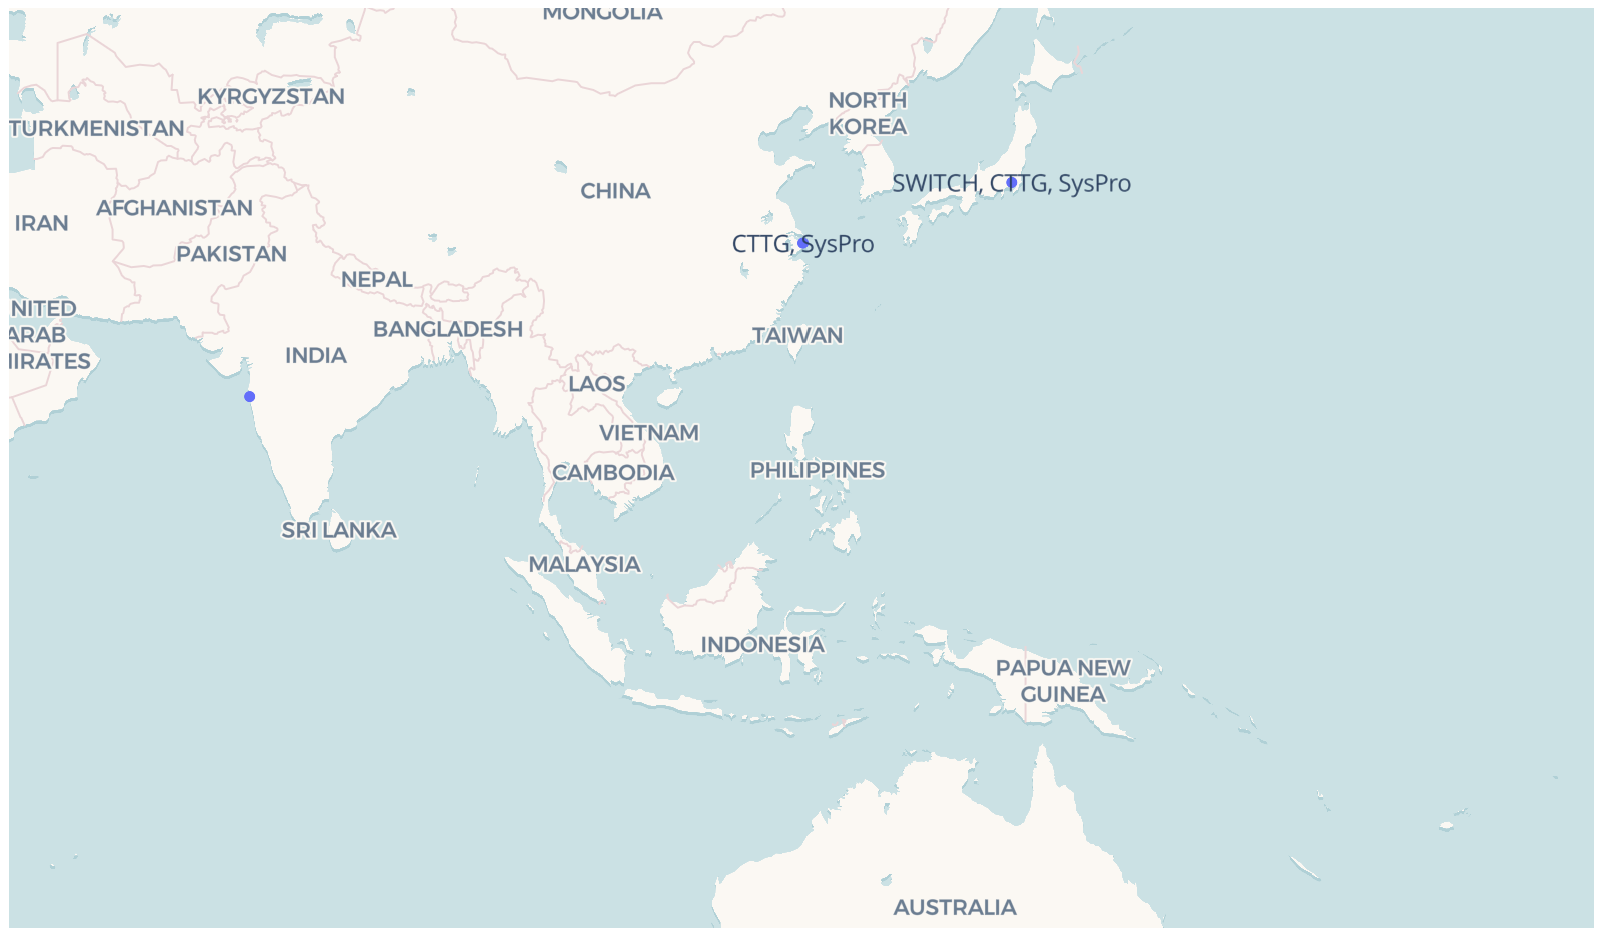 MONGOLIA
KYRGYZSTAN
NORTH
KOREA
TURKMENISTAN
SWITCH, CTTG, SysPro
CHINA
AFGHANISTAN
IRAN
CTTG, SysPro
PAKISTAN
NEPAL
NITED
ARAB
IRATES
BANGLADESH
TAIWAN
INDIA
LAOS
VIETNAM
PHILIPPINES
CAMBODIA
SRI LANKA
MALAYSIA
INDONESIA
PAPUA NEW
GUINEA
AUSTRALIA